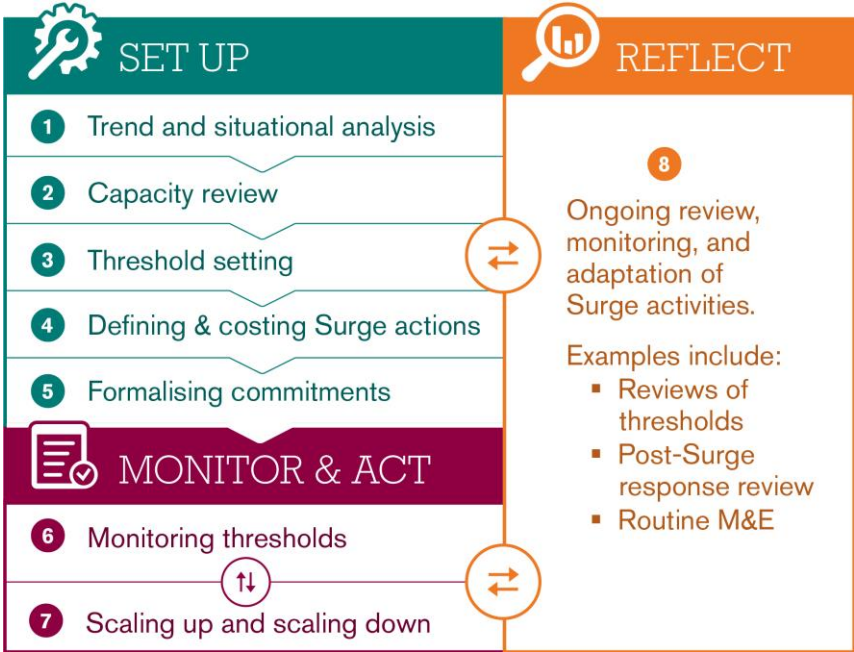 SET UP
1 Trend and situational analysis
2 Capacity review
3 Threshold setting
4 Defining & costing Surge actions
5 Formalising commitments
MONITOR & ACT
6 Monitoring thresholds
7 Scaling up and scaling down
REFLECT
8
Ongoing review,
monitoring, and
adaptation of
Surge activities.
Examples include:
▪ Reviews of
thresholds
▪ Post-Surge
response review
▪ Routine M&E